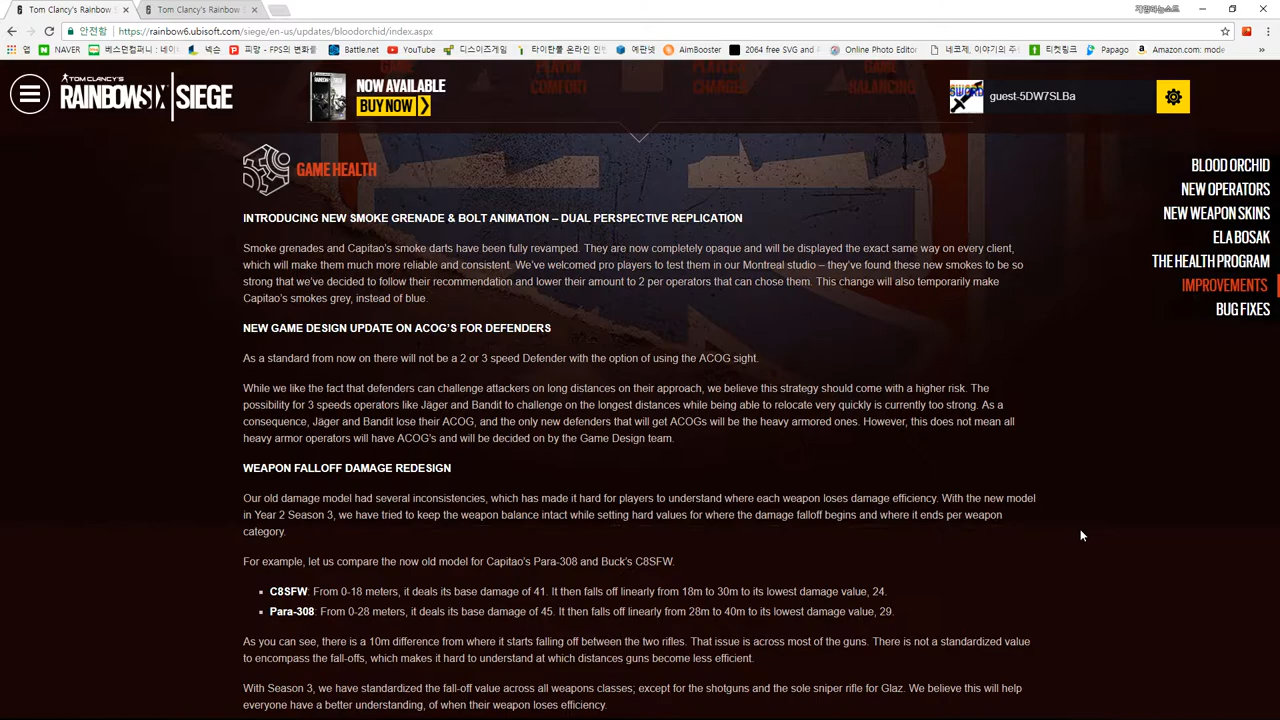 Tom Clancy's Rainbow S
Tom Clancy's Rainbow
안전함
https://rainbow6.ubisoft.com/siege/en-us/updates/bloodorchid/index.aspx
앱
NAVER
베스킨컴퍼니 : 네이
넥슨
피망 - FPS의 변화를
Battle.net
YouTube
디스이즈게임
타이탄폴 온라인 인벤
예판넷
AimBooster
2064 free SVG and
Online Photo Editor
네코제, 이야기의 주
티켓링크
Papago
Amazon.com: mode
TOM CLANCY'S
RAINBOW SIX | SIEGE
NOW AVAILABLE
BUY NOW
GAME
PLAYER COMFORT
PLAYLIST CHANGES
GAME BALANCING
guest-5DW7SLBa
GAME HEALTH
INTRODUCING NEW SMOKE GRENADE & BOLT ANIMATION – DUAL PERSPECTIVE REPLICATION
Smoke grenades and Capitao's smoke darts have been fully revamped. They are now completely opaque and will be displayed the exact same way on every client,
which will make them much more reliable and consistent. We've welcomed pro players to test them in our Montreal studio – they've found these new smokes to be so
strong that we've decided to follow their recommendation and lower their amount to 2 per operators that can chose them. This change will also temporarily make
Capitao's smokes grey, instead of blue.
NEW GAME DESIGN UPDATE ON ACOG'S FOR DEFENDERS
As a standard from now on there will not be a 2 or 3 speed Defender with the option of using the ACOG sight.
While we like the fact that defenders can challenge attackers on long distances on their approach, we believe this strategy should come with a higher risk. The
possibility for 3 speeds operators like Jäger and Bandit to challenge on the longest distances while being able to relocate very quickly is currently too strong. As a
consequence, Jäger and Bandit lose their ACOG, and the only new defenders that will get ACOGs will be the heavy armored ones. However, this does not mean all
heavy armor operators will have ACOG's and will be decided on by the Game Design team.
WEAPON FALLOFF DAMAGE REDESIGN
Our old damage model had several inconsistencies, which has made it hard for players to understand where each weapon loses damage efficiency. With the new model
in Year 2 Season 3, we have tried to keep the weapon balance intact while setting hard values for where the damage falloff begins and where it ends per weapon
category.
For example, let us compare the now old model for Capitao's Para-308 and Buck's C8SFW.
C8SFW: From 0-18 meters, it deals its base damage of 41. It then falls off linearly from 18m to 30m to its lowest damage value, 24.
Para-308: From 0-28 meters, it deals its base damage of 45. It then falls off linearly from 28m to 40m to its lowest damage value, 29.
As you can see, there is a 10m difference from where it starts falling off between the two rifles. That issue is across most of the guns. There is not a standardized value
to encompass the fall-offs, which makes it hard to understand at which distances guns become less efficient.
With Season 3, we have standardized the fall-off value across all weapons classes; except for the shotguns and the sole sniper rifle for Glaz. We believe this will help
everyone have a better understanding, of when their weapon loses efficiency.
BLOOD ORCHID
NEW OPERATORS
NEW WEAPON SKINS
ELA BOSAK
THE HEALTH PROGRAM
IMPROVEMENTS
BUG FIXES